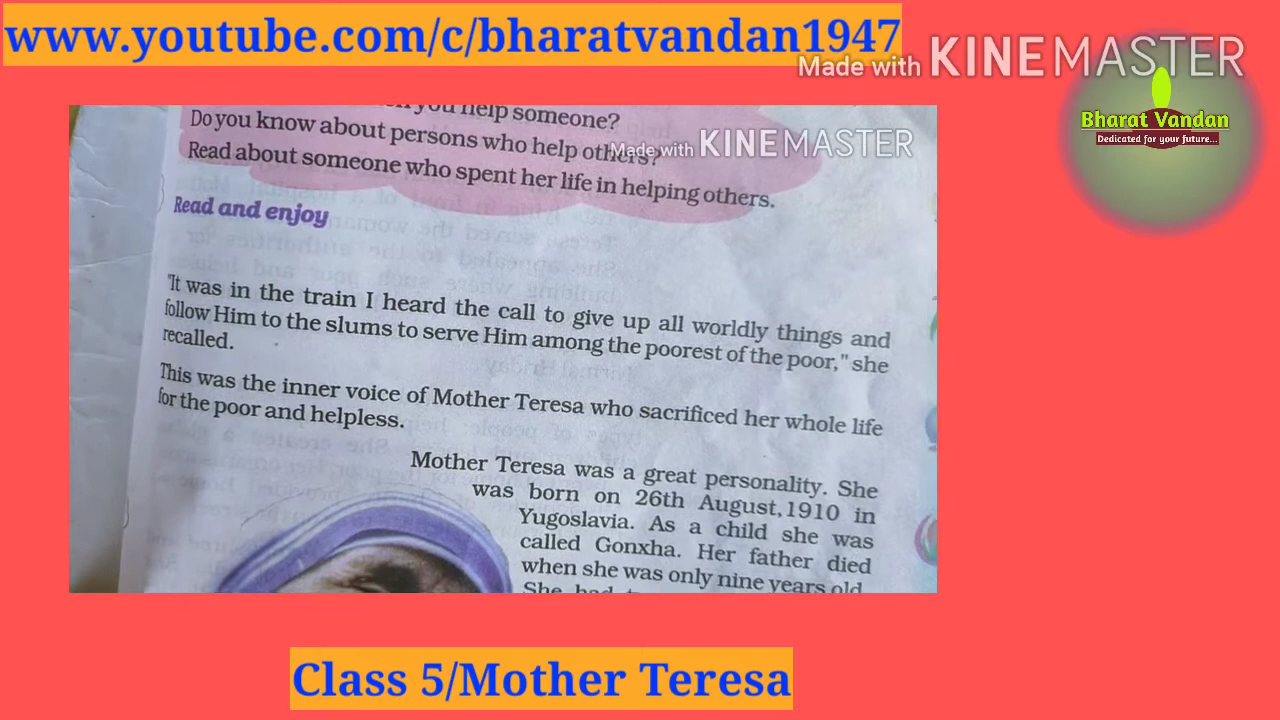 www.youtube.com/c/bharatvandan1947
Made with KINEMASTER
Bharat Vandan
Dedicated for your future...
you help someone?
Do you know about persons who help others?
Made with KINEMASTER
Read about someone who spent her life in helping others.
Read and enjoy
"It was in the train I heard the call to give up all worldly things and
follow Him to the slums to serve Him among the poorest of the poor," she
recalled.
This was the inner voice of Mother Teresa who sacrificed her whole life
for the poor and helpless.
Mother Teresa was a great personality. She
was born on 26th August, 1910 in
Yugoslavia. As a child she was
called Gonxha. Her father died
when she was only nine years old.
She had
Class 5/Mother Teresa